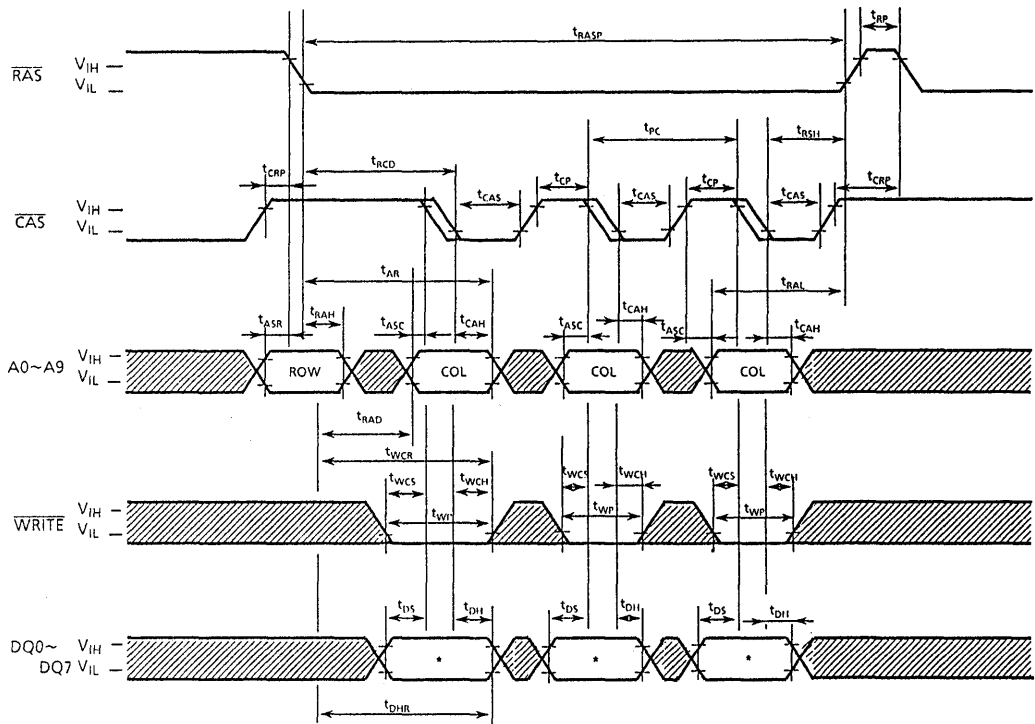 tRP
tRASP
RAS VIH
VIL
tPC tRSH
tRCD
tCRP tCAS tCP tCAS tCP tCAS tCRP
CAS VIH
VIL
tAR tRAL
tASR tRAH tASC tCAH tASC tCAH tASC tCAH
A0~A9 VIH
VIL
ROW COL COL COL
tRAD
tWCR
tWCS tWCH tWCS tWCH tWCS tWCH
tWP tWP tWP
WRITE VIH
VIL
tDS tDH tDS tDH tDS tDH
DQ0~ VIH
DQ7 VIL
* * *
tDHR